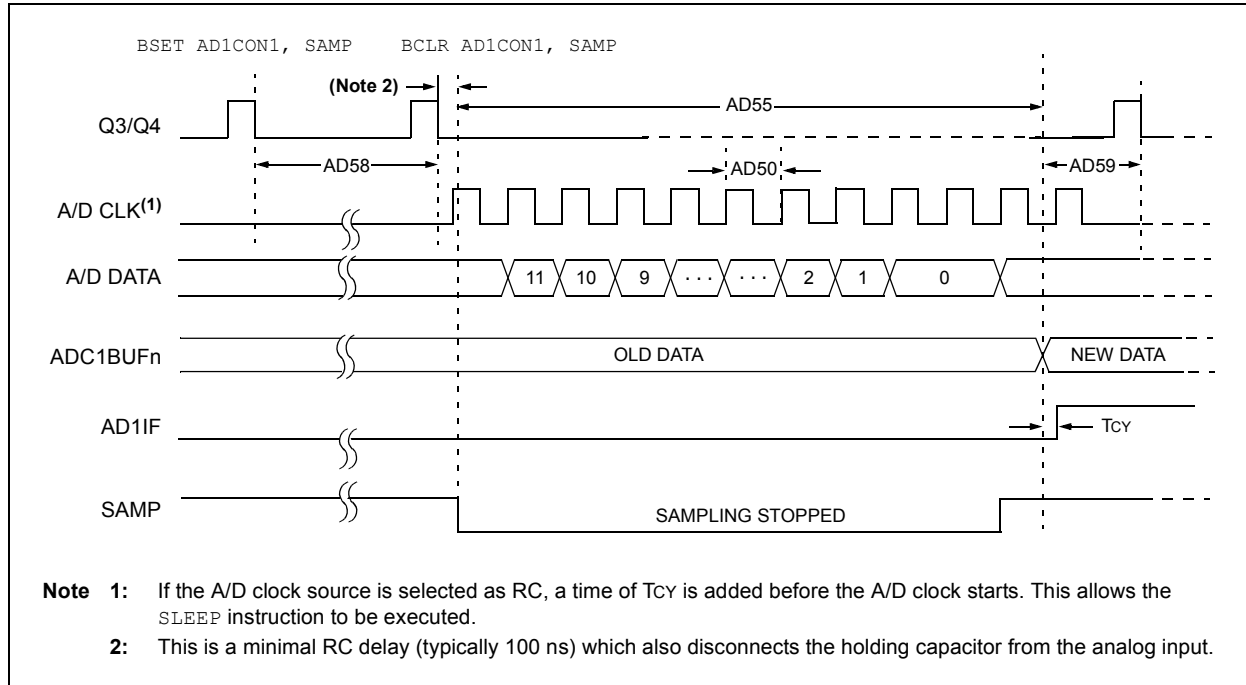 BSET AD1CON1, SAMP BCLR AD1CON1, SAMP
(Note 2)
AD55
Q3/Q4
AD58
AD50
AD59
A/D CLK(1)
A/D DATA
11 10 9 . . . . . . 2 1 0
ADC1BUFn
OLD DATA
NEW DATA
AD1IF
TCY
SAMP
SAMPLING STOPPED
Note 1: If the A/D clock source is selected as RC, a time of TCY is added before the A/D clock starts. This allows the
SLEEP instruction to be executed.
2: This is a minimal RC delay (typically 100 ns) which also disconnects the holding capacitor from the analog input.